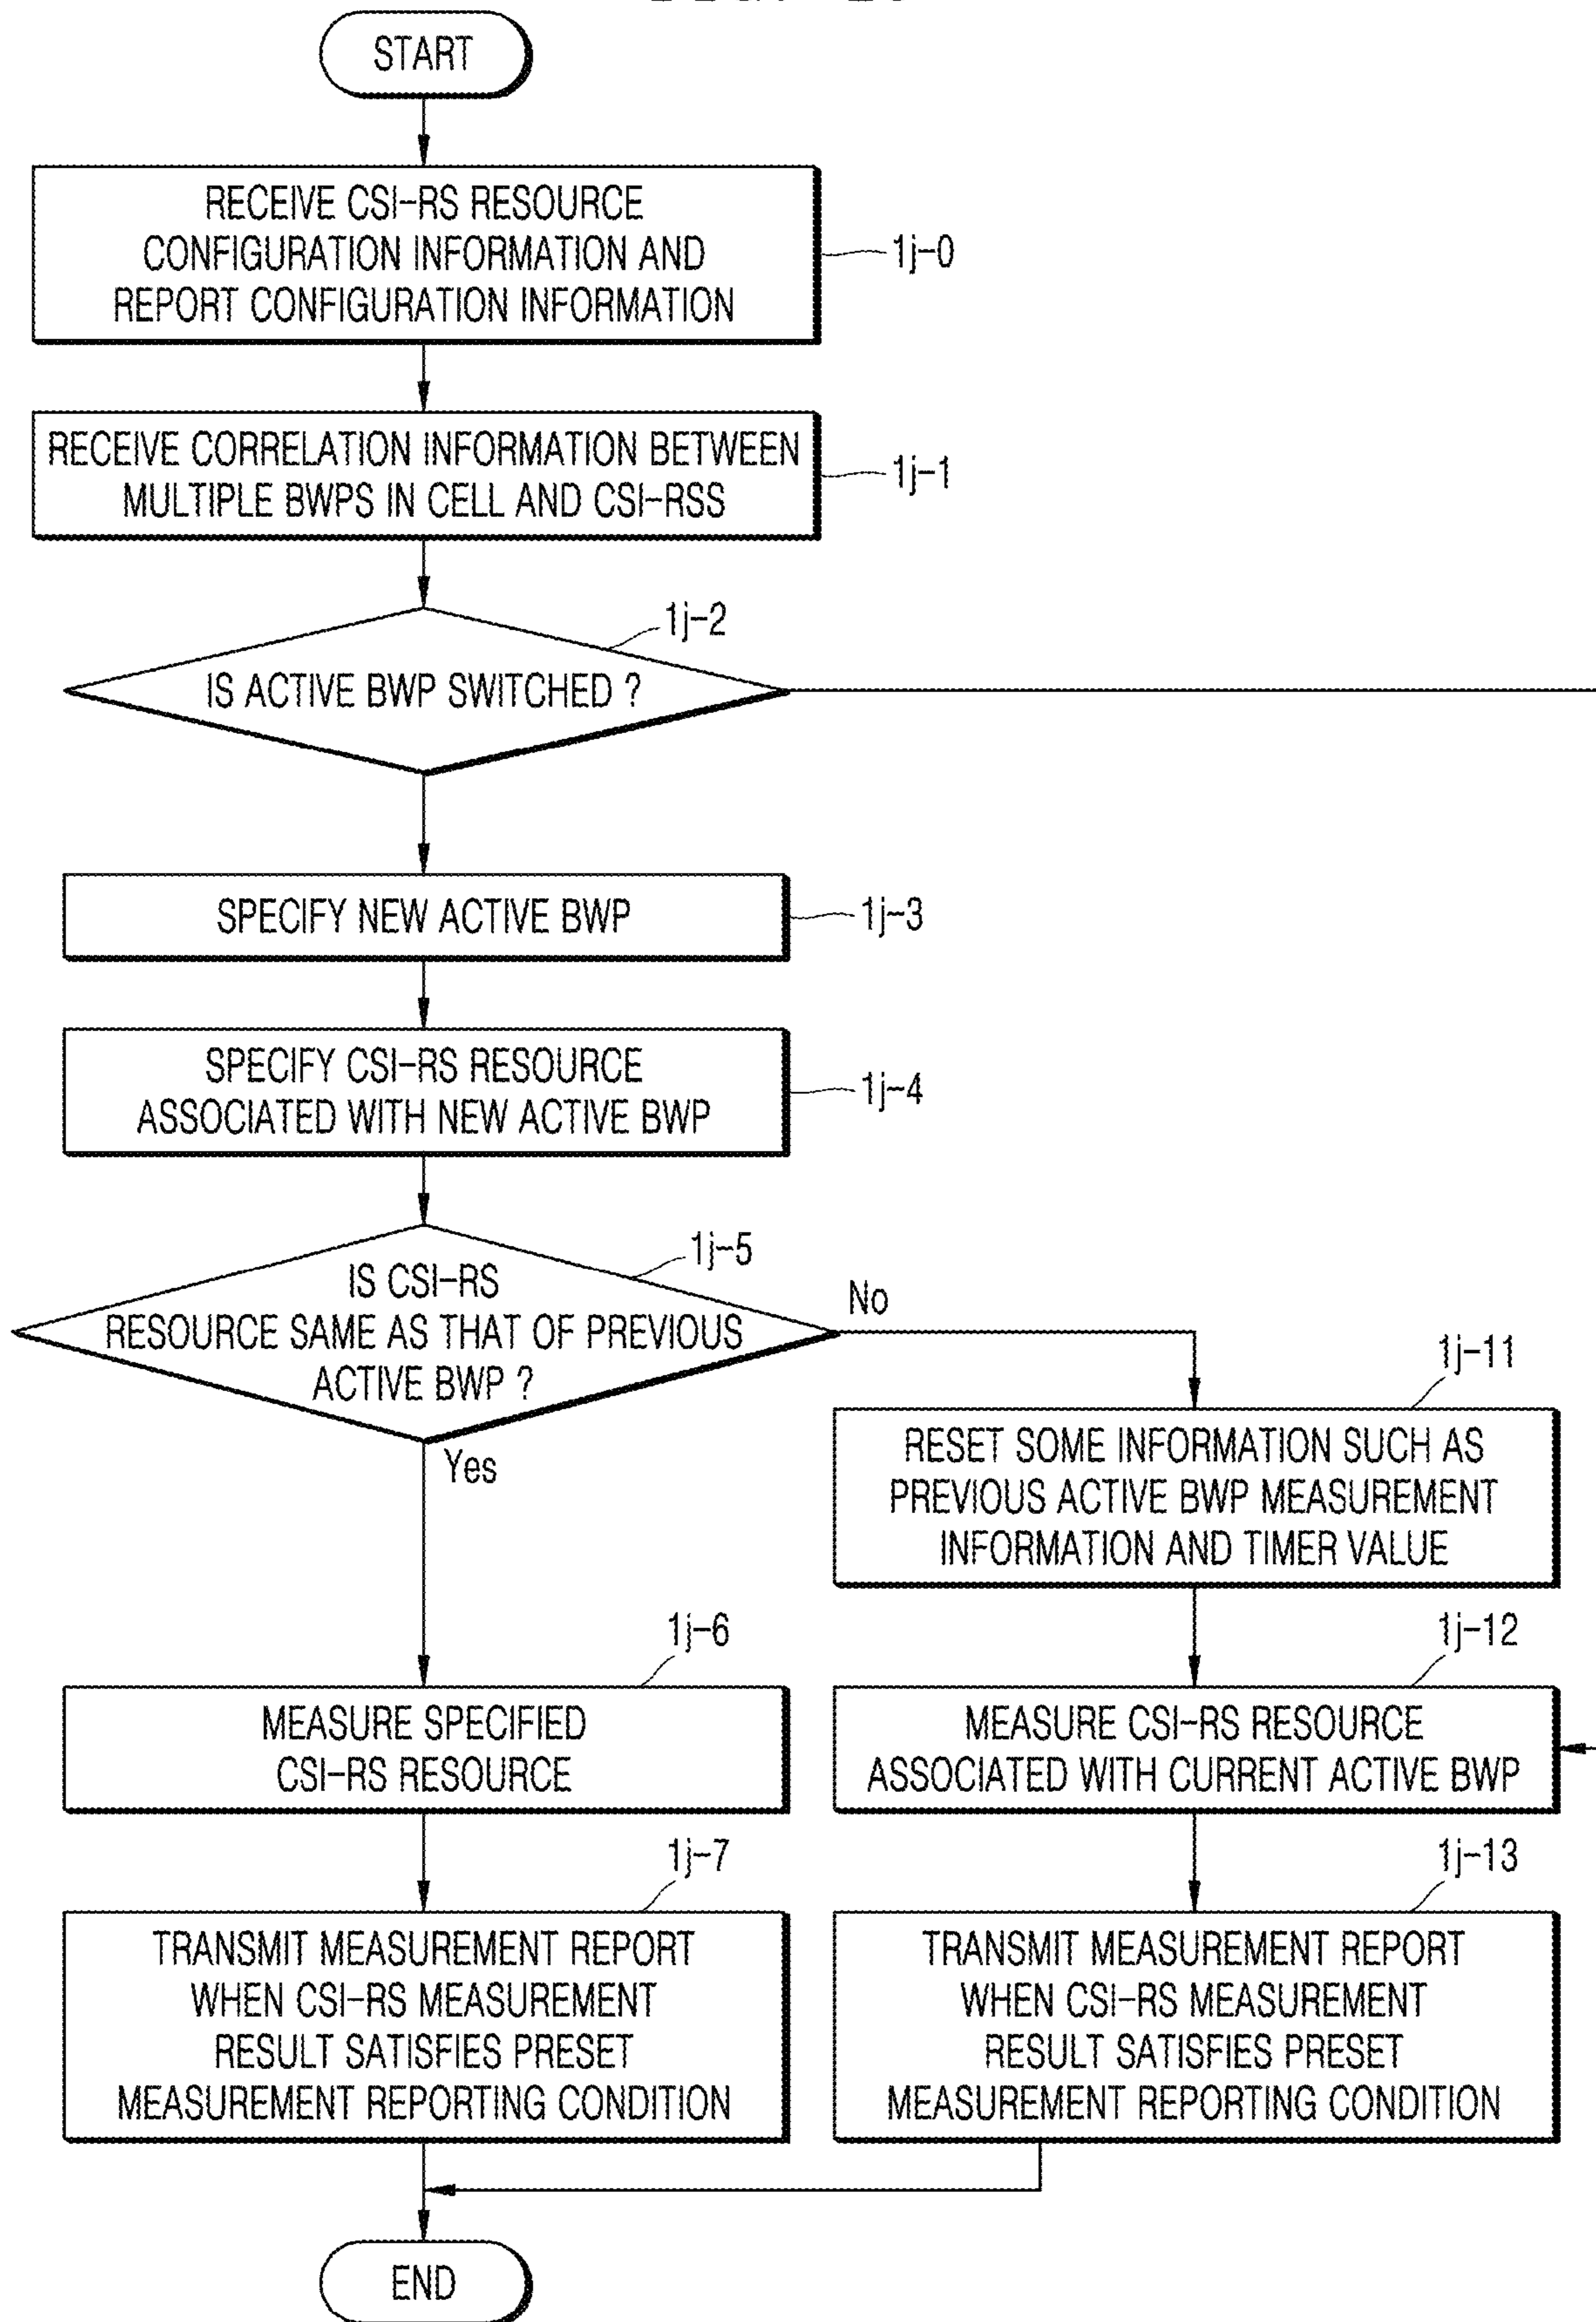 START
RECEIVE CSI-RS RESOURCE
CONFIGURATION INFORMATION AND
REPORT CONFIGURATION INFORMATION
1j-0
RECEIVE CORRELATION INFORMATION BETWEEN
MULTIPLE BWPS IN CELL AND CSI-RSS
1j-1
1j-2
IS ACTIVE BWP SWITCHED ?
SPECIFY NEW ACTIVE BWP
1j-3
SPECIFY CSI-RS RESOURCE
ASSOCIATED WITH NEW ACTIVE BWP
1j-4
1j-5
IS CSI-RS
RESOURCE SAME AS THAT OF PREVIOUS
ACTIVE BWP ?
No
Yes
1j-11
RESET SOME INFORMATION SUCH AS
PREVIOUS ACTIVE BWP MEASUREMENT
INFORMATION AND TIMER VALUE
1j-6
MEASURE SPECIFIED
CSI-RS RESOURCE
1j-12
MEASURE CSI-RS RESOURCE
ASSOCIATED WITH CURRENT ACTIVE BWP
1j-7
TRANSMIT MEASUREMENT REPORT
WHEN CSI-RS MEASUREMENT
RESULT SATISFIES PRESET
MEASUREMENT REPORTING CONDITION
1j-13
TRANSMIT MEASUREMENT REPORT
WHEN CSI-RS MEASUREMENT
RESULT SATISFIES PRESET
MEASUREMENT REPORTING CONDITION
END